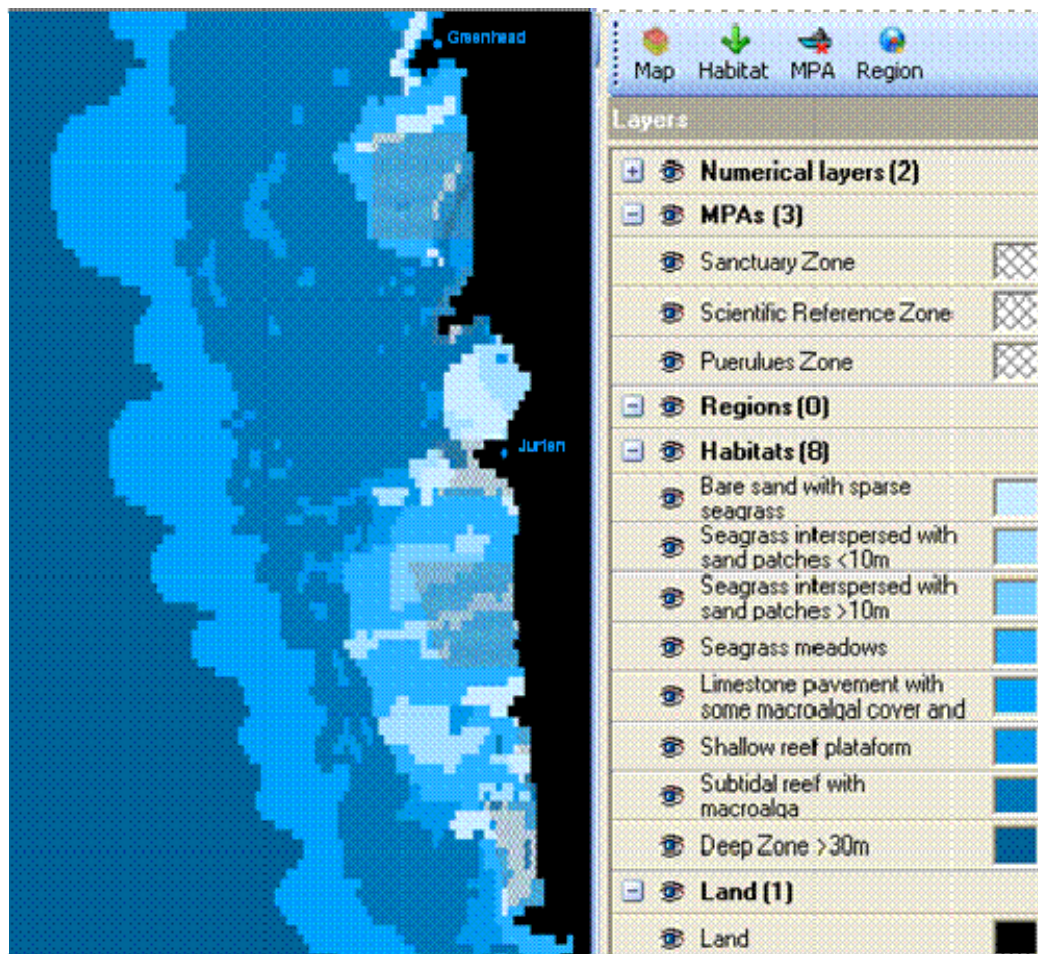 Greenhead
Jurien
Map Habitat MPA Region
Layers
Numerical layers (2)
MPAs (3)
Sanctuary Zone
Scientific Reference Zone
Puerulues Zone
Regions (0)
Habitats (8)
Bare sand with sparse
seagrass
Seagrass interspersed with
sand patches <10m
Seagrass interspersed with
sand patches >10m
Seagrass meadows
Limestone pavement with
some macroalgal cover and
Shallow reef plataform
Subtidal reef with
macroalga
Deep Zone >30m
Land (1)
Land